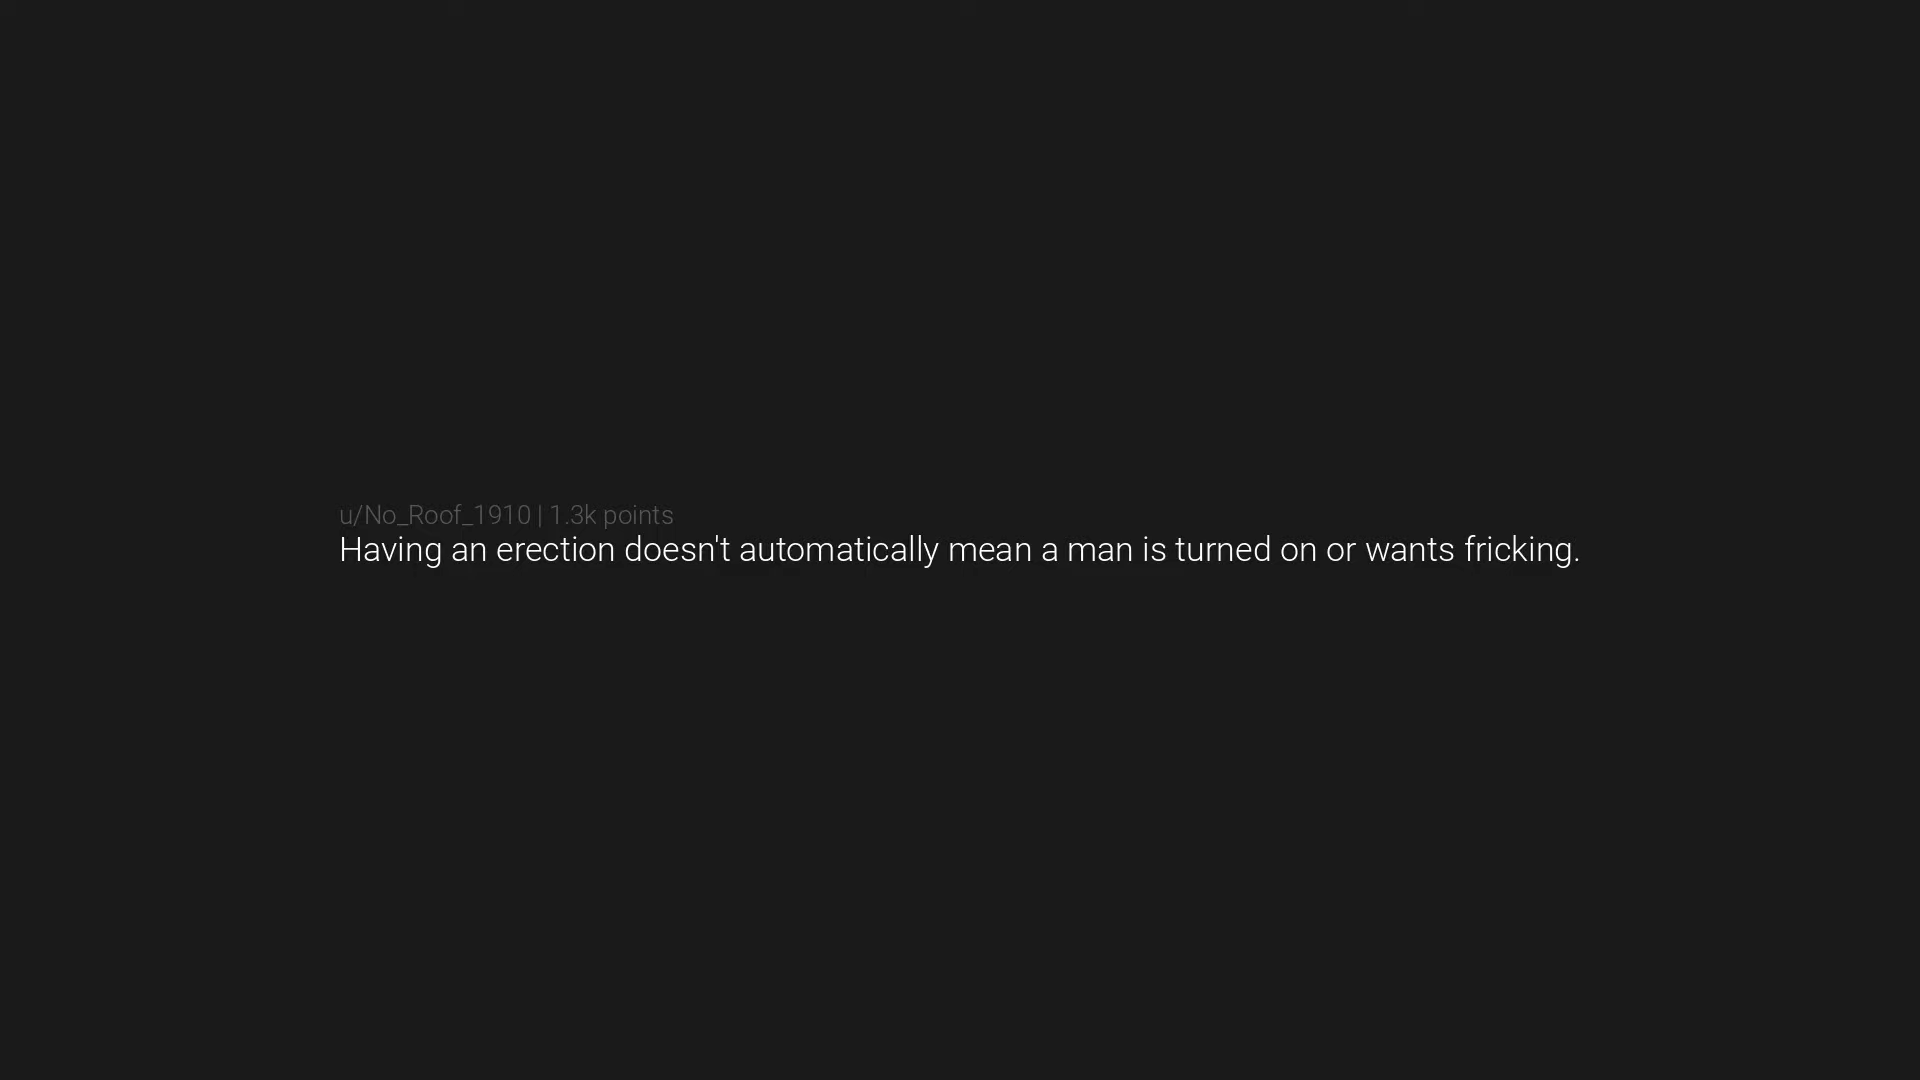 u/No_Roof_1910 | 1.3k points
Having an erection doesn't automatically mean a man is turned on or wants fricking.